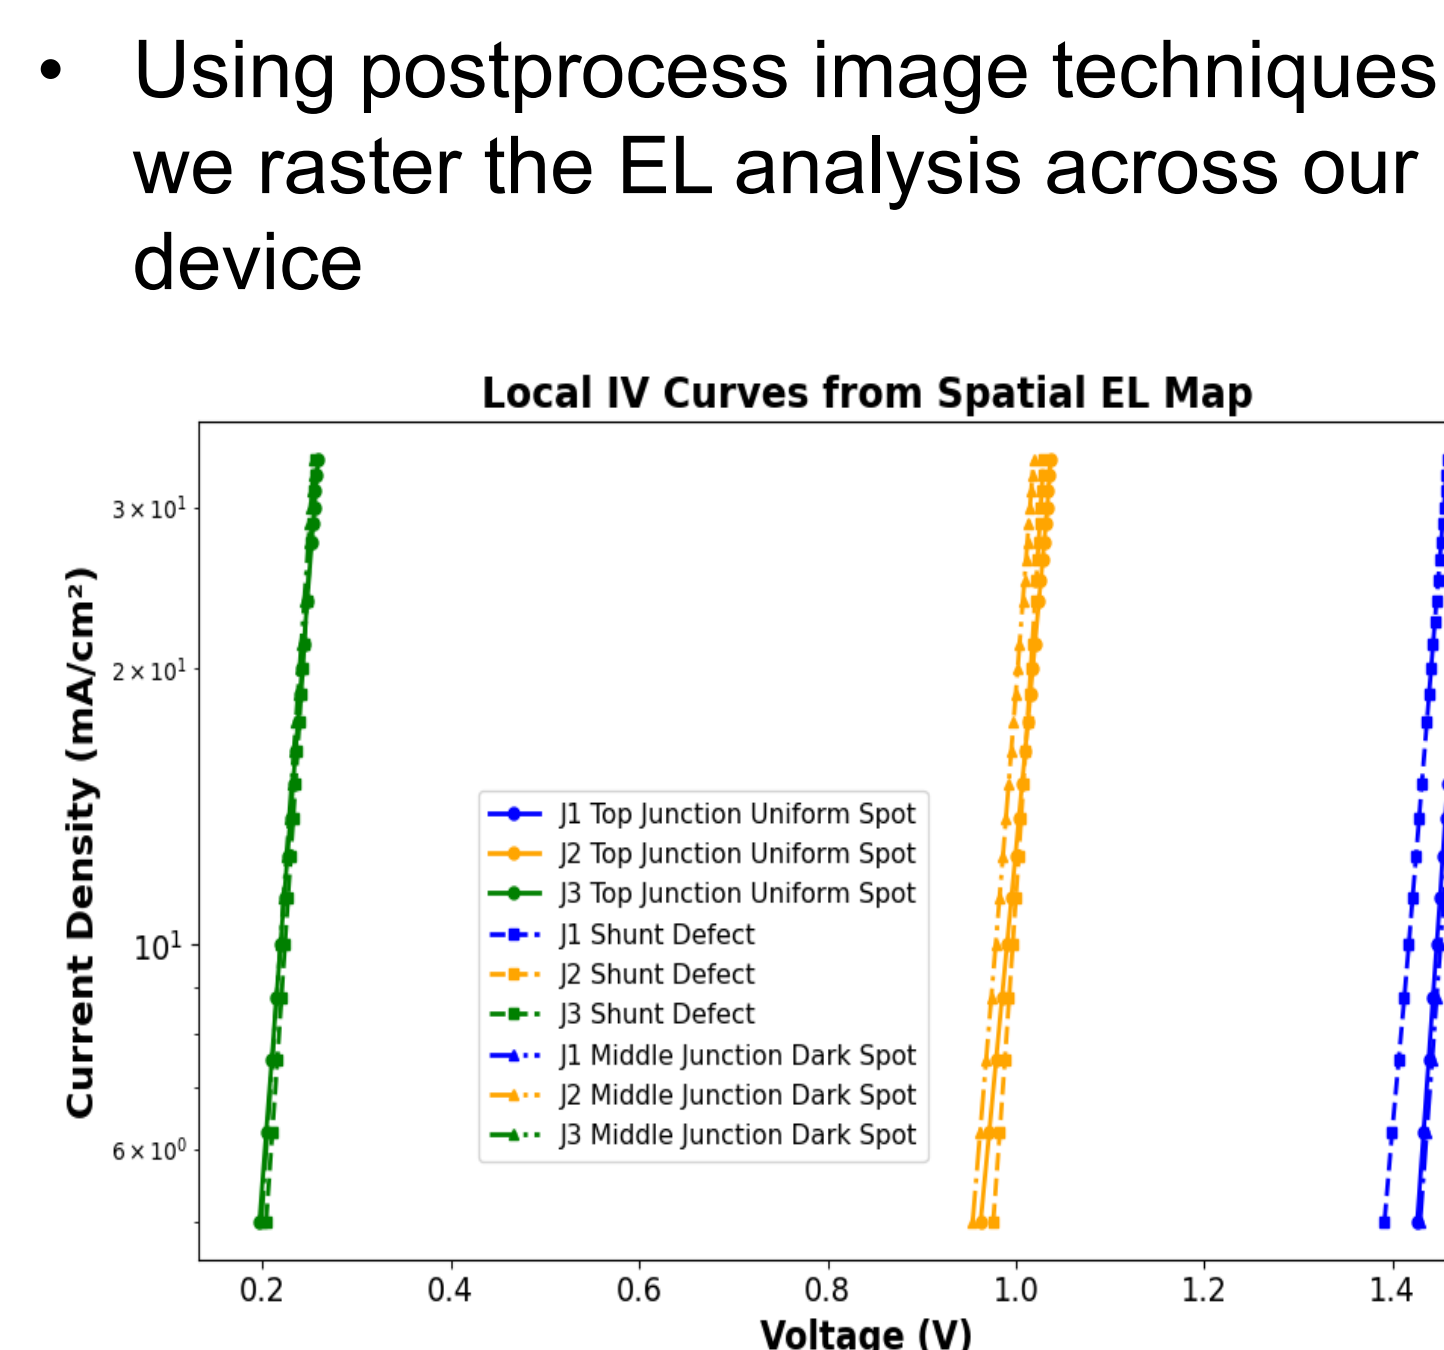 • Using postprocess image techniques
we raster the EL analysis across our
device
Local IV Curves from Spatial EL Map
Current Density (mA/cm²)
3 × 10¹
2 × 10¹
10¹
6 × 10⁰
J1 Top Junction Uniform Spot
J2 Top Junction Uniform Spot
J3 Top Junction Uniform Spot
J1 Shunt Defect
J2 Shunt Defect
J3 Shunt Defect
J1 Middle Junction Dark Spot
J2 Middle Junction Dark Spot
J3 Middle Junction Dark Spot
0.2 0.4 0.6 0.8 1.0 1.2 1.4
Voltage (V)